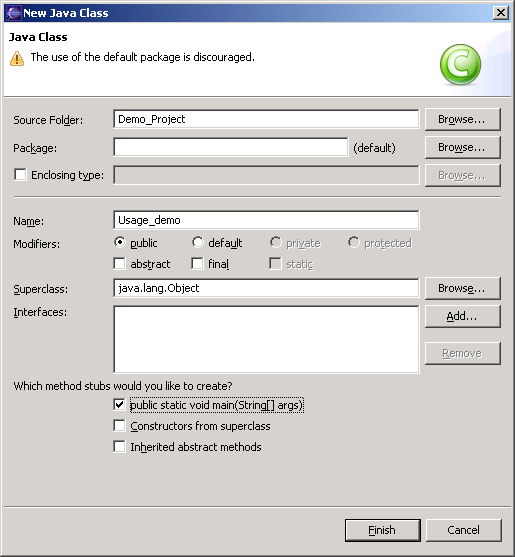 New Java Class
Java Class
The use of the default package is discouraged.
C
Source Folder: Demo_Project Browse...
Package: (default) Browse...
Enclosing type: Browse...
Name: Usage_demo
Modifiers: public default private protected
abstract final static
Superclass: java.lang.Object Browse...
Interfaces: Add...
Remove
Which method stubs would you like to create?
public static void main(String[] args)
Constructors from superclass
Inherited abstract methods
Finish Cancel